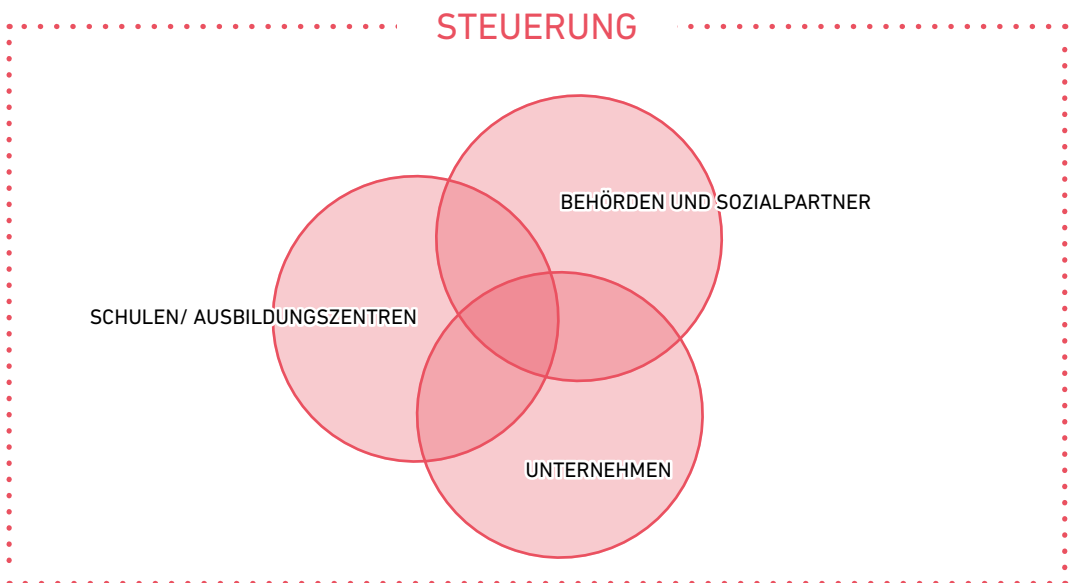 STEUERUNG
BEHÖRDEN UND SOZIALPARTNER
SCHULEN/ AUSBILDUNGSZENTREN
UNTERNEHMEN